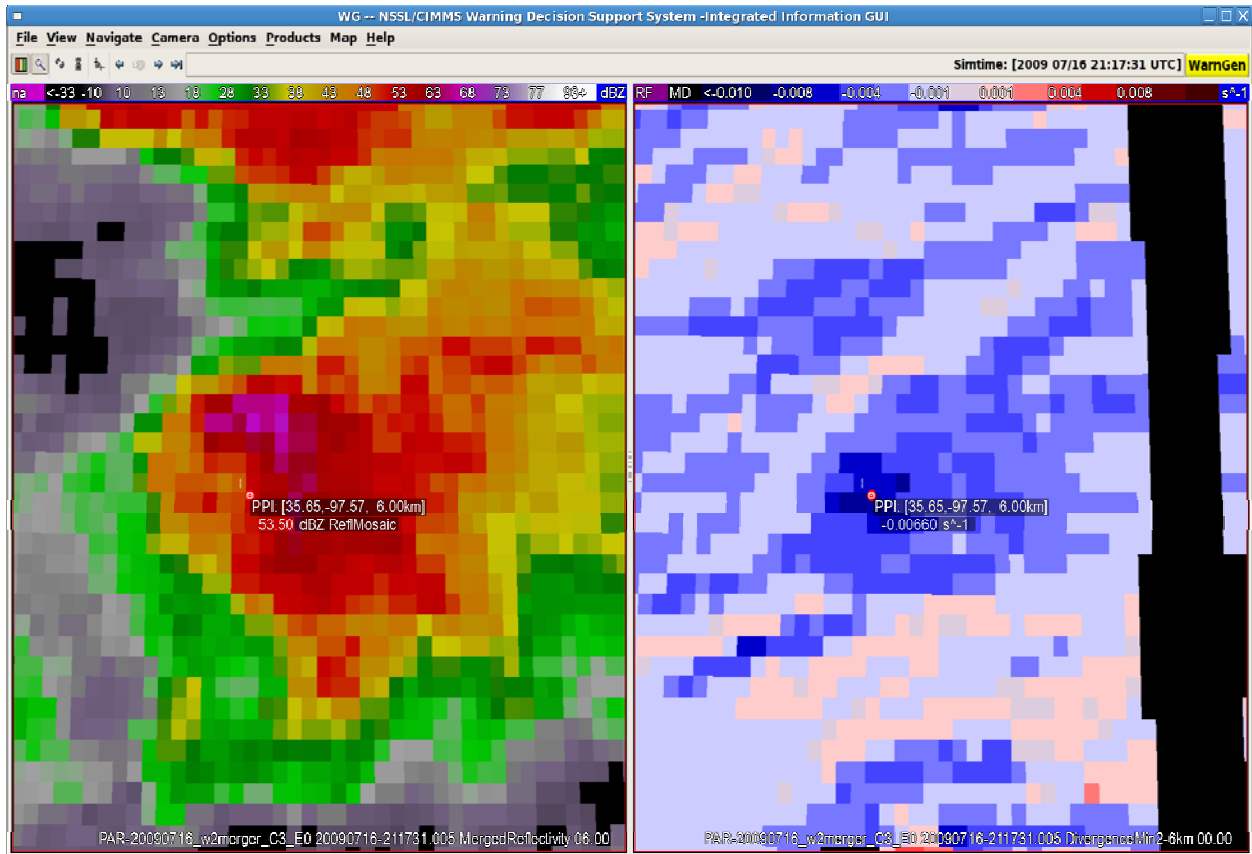 WG -- NSSL/CIMMS Warning Decision Support System -Integrated Information GUI
File View Navigate Camera Options Products Map Help
Simtime: [2009 07/16 21:17:31 UTC] WarnGen
na <-33 -10 10 13 18 28 33 38 43 48 53 63 68 73 77 93+ dBZ
RF MD <-0.010 -0.008 -0.004 -0.001 0.001 0.004 0.008 s^-1
PPI: [35.65,-97.57, 6.00km]
53.50 dBZ ReflMosaic
PPI: [35.65,-97.57, 6.00km]
-0.00660 s^-1
PAR-20090716_w2merger_C3_E0 20090716-211731.005 MergedReflectivity 06.00
PAR-20090716_w2merger_C3_E0 20090716-211731.005 DivergenceMin2-6km 00.00